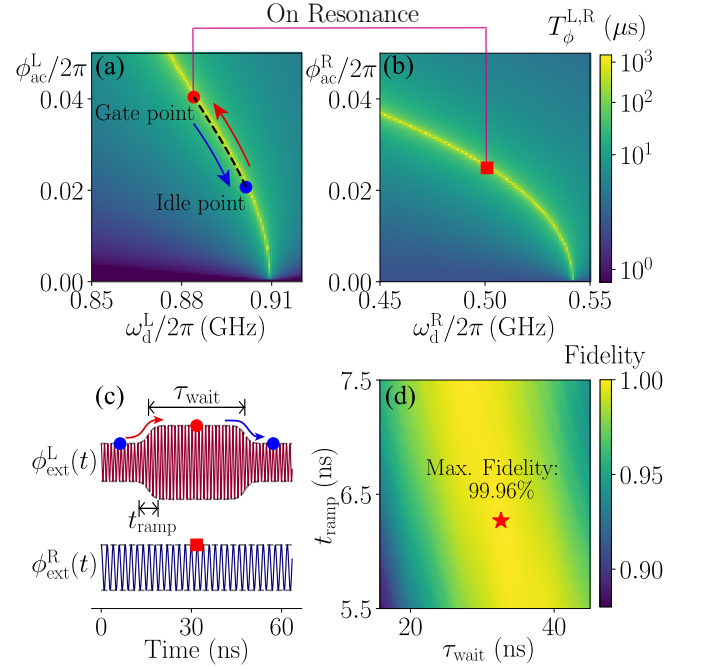 On Resonance
T_ϕ^{L,R} (μs)
ϕ_ac^L/2π
(a)
ϕ_ac^R/2π
(b)
10^3
0.04
0.04
10^2
Gate point
10^1
0.02
0.02
Idle point
10^0
0.00
0.00
0.85
0.88
0.91
0.45
0.50
0.55
ω_d^L/2π (GHz)
ω_d^R/2π (GHz)
Fidelity
(c)
τ_wait
7.5
(d)
1.00
ϕ_ext^L(t)
Max. Fidelity:
99.96%
0.95
t_ramp
t_ramp (ns)
6.5
ϕ_ext^R(t)
0.90
5.5
0
30
60
20
40
Time (ns)
τ_wait (ns)